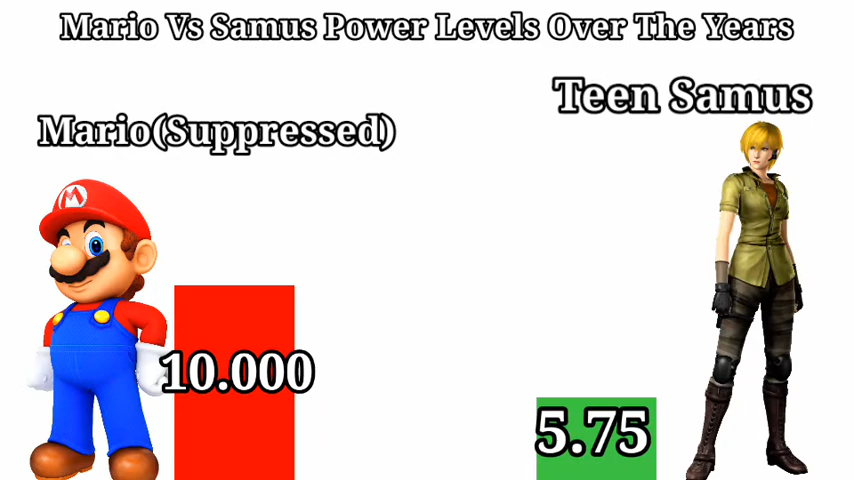 Mario Vs Samus Power Levels Over The Years
Teen Samus
Mario(Suppressed)
M
10.000
5.75